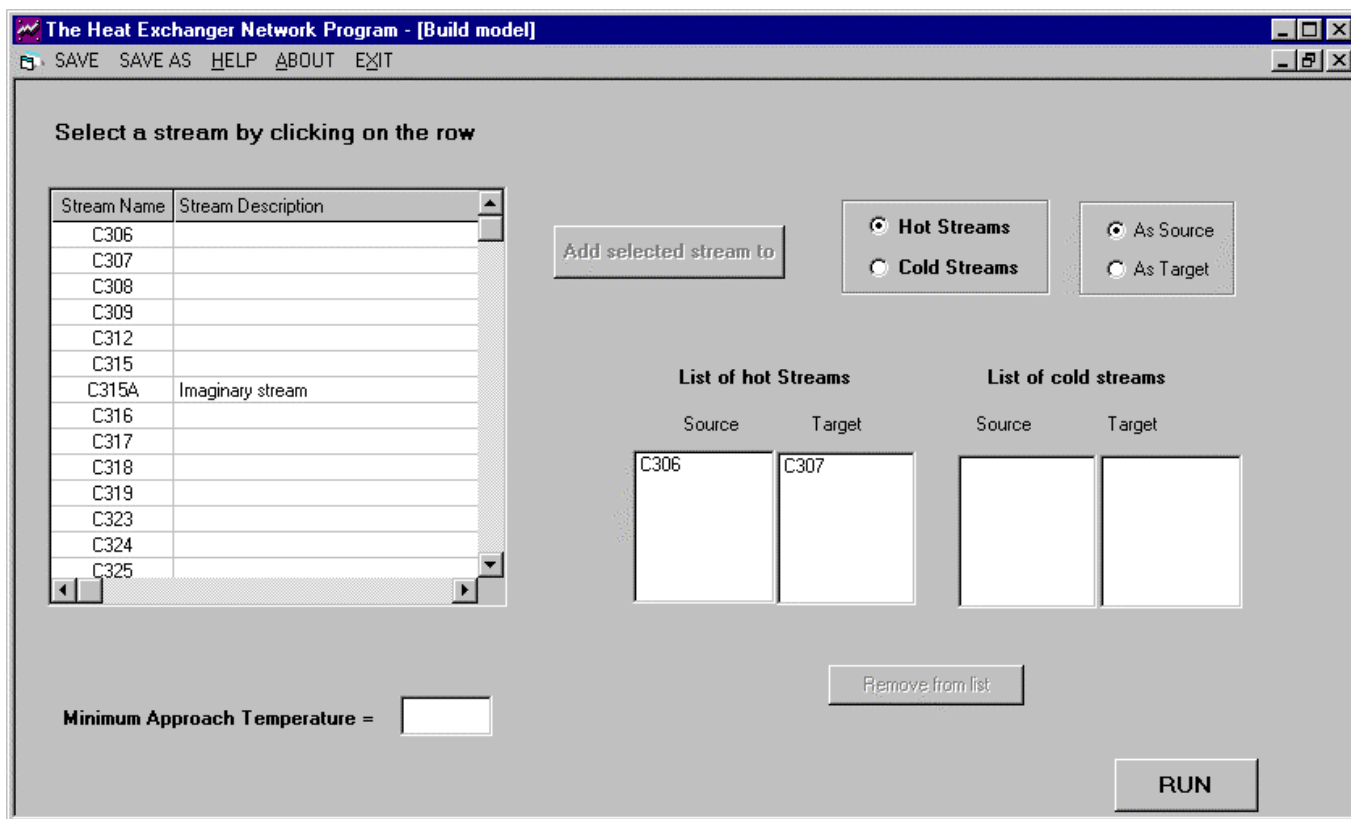 The Heat Exchanger Network Program - [Build model]
SAVE SAVE AS HELP ABOUT EXIT
Select a stream by clicking on the row
Stream Name Stream Description
C306
C307
C308
C309
C312
C315
C315A Imaginary stream
C316
C317
C318
C319
C323
C324
C325
Add selected stream to
Hot Streams
Cold Streams
As Source
As Target
List of hot Streams
List of cold streams
Source Target
Source Target
C306 C307
Remove from list
Minimum Approach Temperature =
RUN